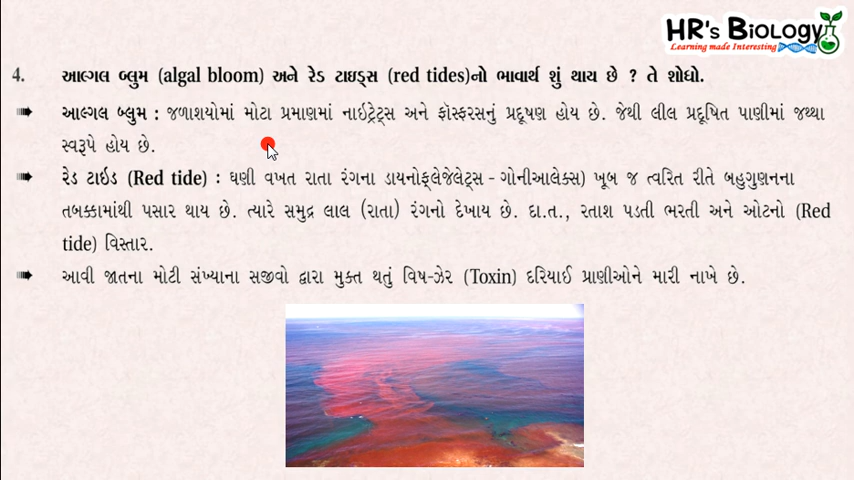 HR's Biology
Learning made Interesting
4. આલ્ગલ બ્લુમ (algal bloom) અને રેડ ટાઇડ્સ (red tides)નો ભાવાર્થ શું થાય છે ? તે શોધો.
આલ્ગલ બ્લુમ : જળાશયોમાં મોટા પ્રમાણમાં નાઇટ્રેટ્સ અને ફૉસ્ફરસનું પ્રદૂષણ હોય છે. જેથી લીલ પ્રદૂષિત પાણીમાં જથ્થા
સ્વરૂપે હોય છે.
રેડ ટાઈડ (Red tide) : ઘણી વખત રાતા રંગના ડાયનોફ્લેજેલેટ્સ - ગોનીઆલેક્સ) ખૂબ જ ત્વરિત રીતે બહુગુણનના
તબક્કામાંથી પસાર થાય છે. ત્યારે સમુદ્ર લાલ (રાતા) રંગનો દેખાય છે. દા.ત., રતાશ પડતી ભરતી અને ઓટનો (Red
tide) વિસ્તાર.
આવી જાતના મોટી સંખ્યાના સજીવો દ્વારા મુક્ત થતું વિષ-ઝેર (Toxin) દરિયાઈ પ્રાણીઓને મારી નાખે છે.